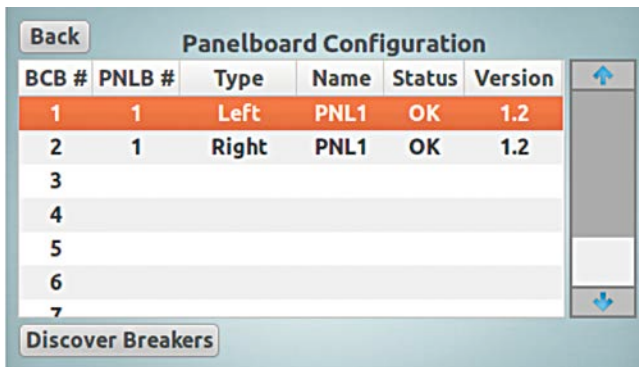 Back
Panelboard Configuration
BCB # PNLB # Type Name Status Version
1 1 Left PNL1 OK 1.2
2 1 Right PNL1 OK 1.2
3
4
5
6
7
Discover Breakers